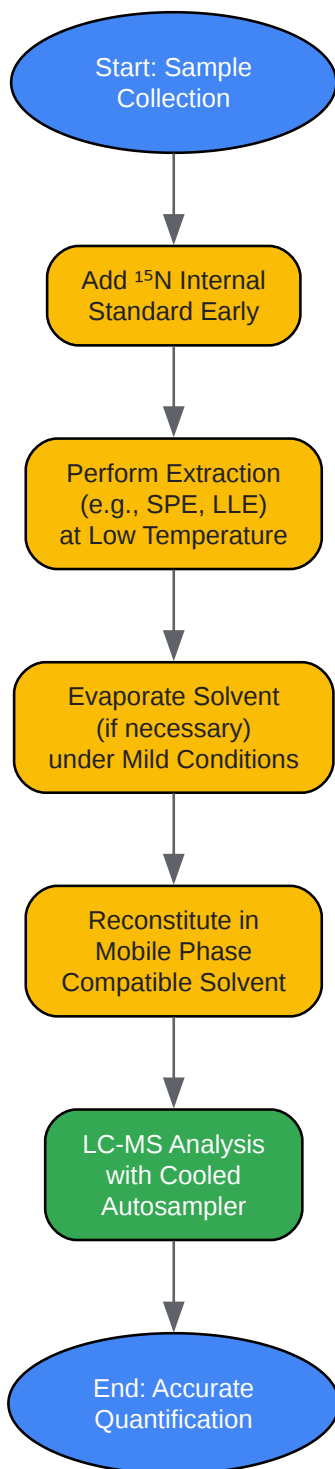 Start: Sample
Collection
Add ¹⁵N Internal
Standard Early
Perform Extraction
(e.g., SPE, LLE)
at Low Temperature
Evaporate Solvent
(if necessary)
under Mild Conditions
Reconstitute in
Mobile Phase
Compatible Solvent
LC-MS Analysis
with Cooled
Autosampler
End: Accurate
Quantification